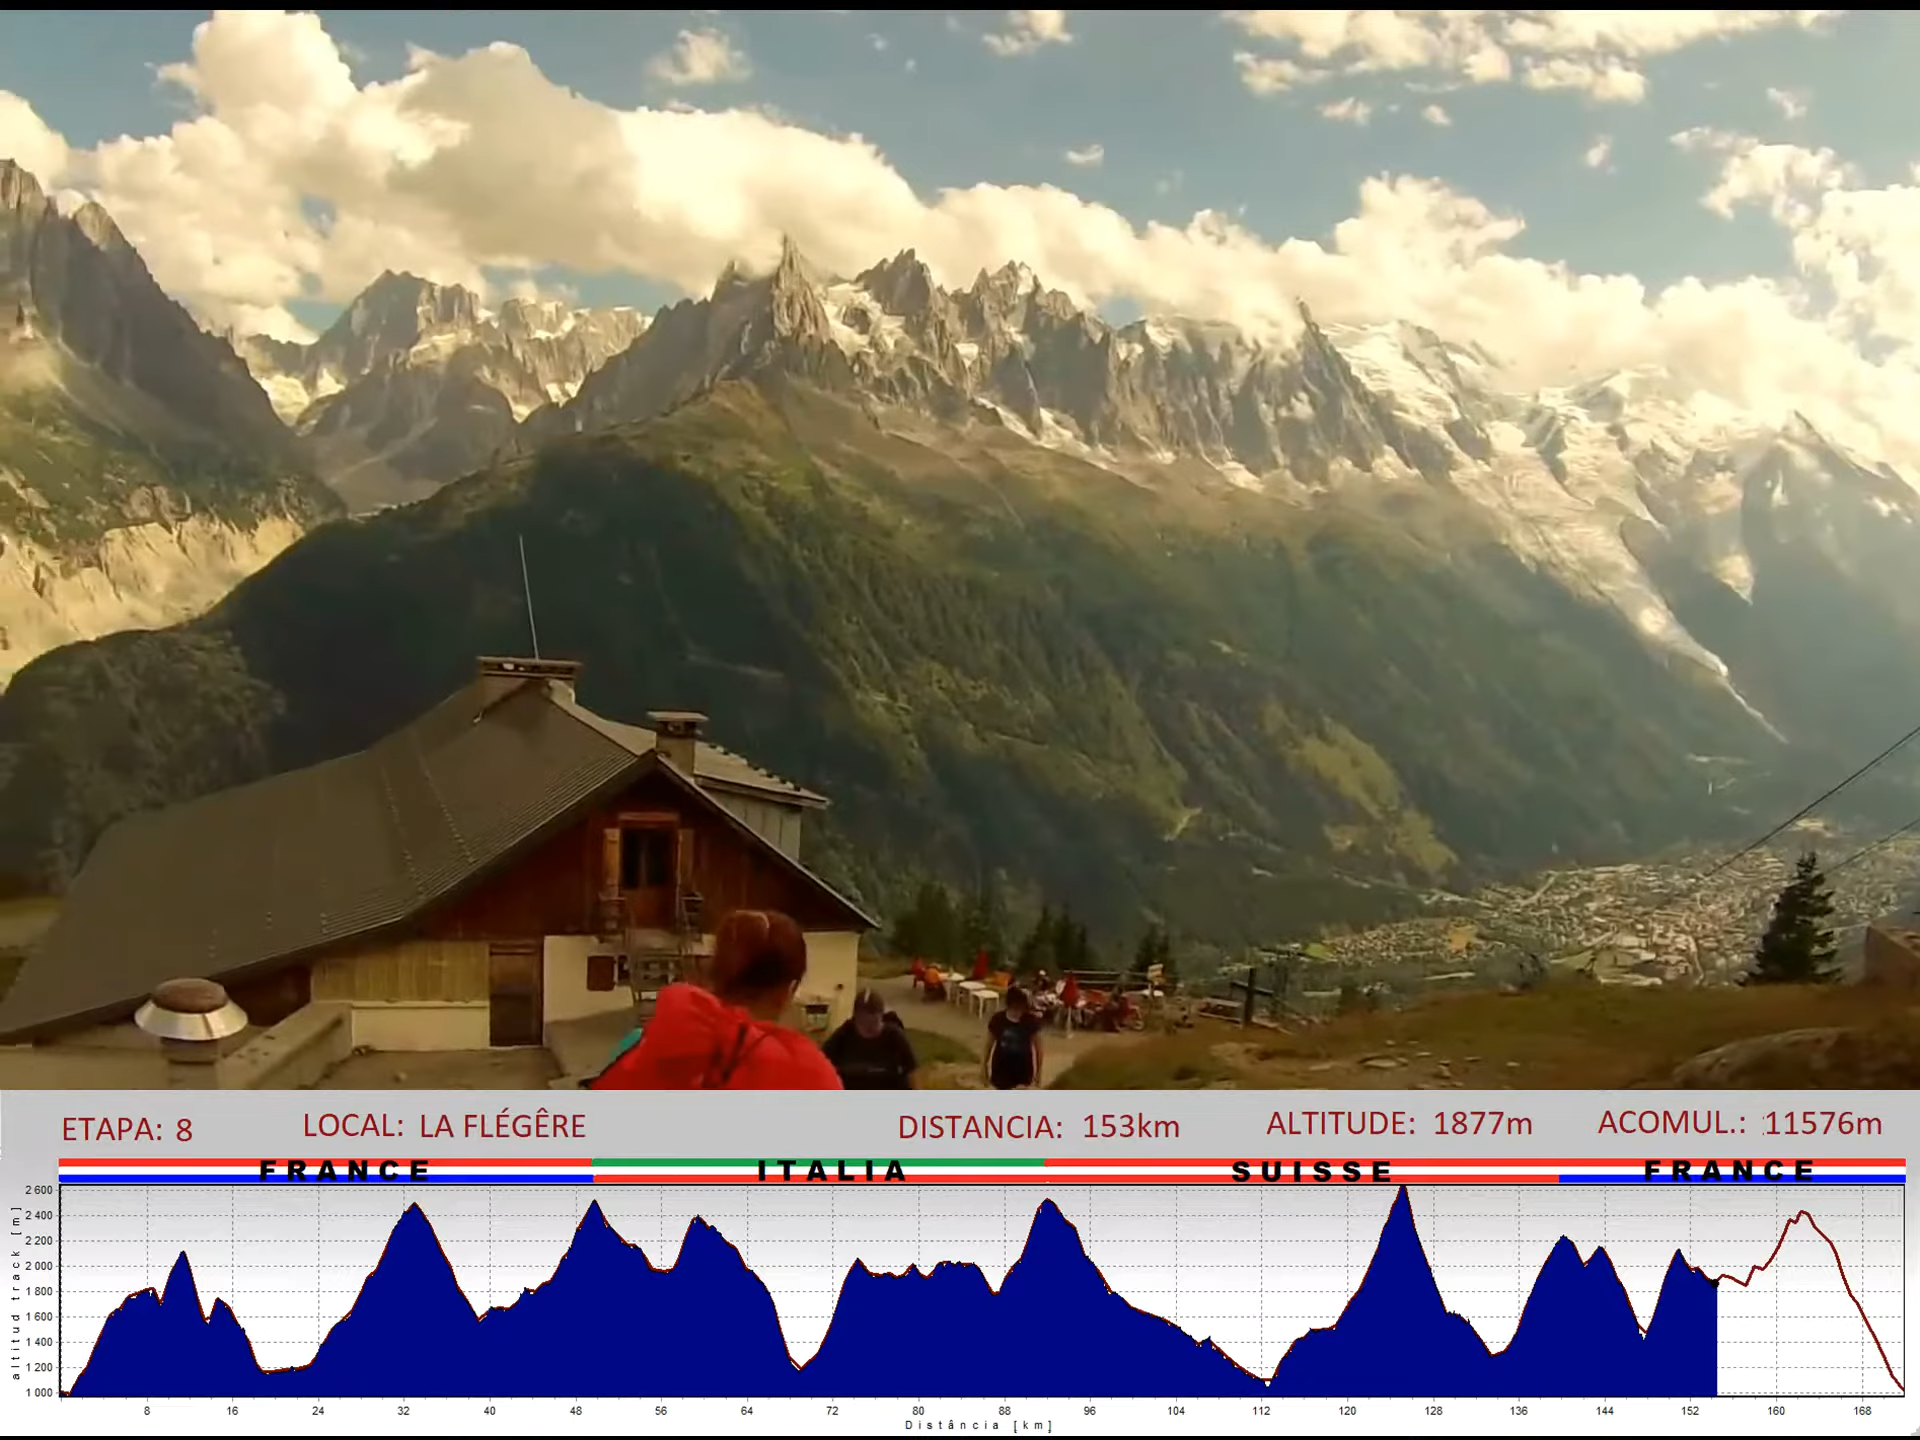 ETAPA: 8 LOCAL: LA FLÉGÊRE DISTANCIA: 153km ALTITUDE: 1877m ACOMUL.: 11576m
FRANCE ITALIA SUISSE FRANCE
altitud track [m]
2 600
2 400
2 200
2 000
1 800
1 600
1 400
1 200
1 000
8 16 24 32 40 48 56 64 72 80 88 96 104 112 120 128 136 144 152 160 168
Distância [km]